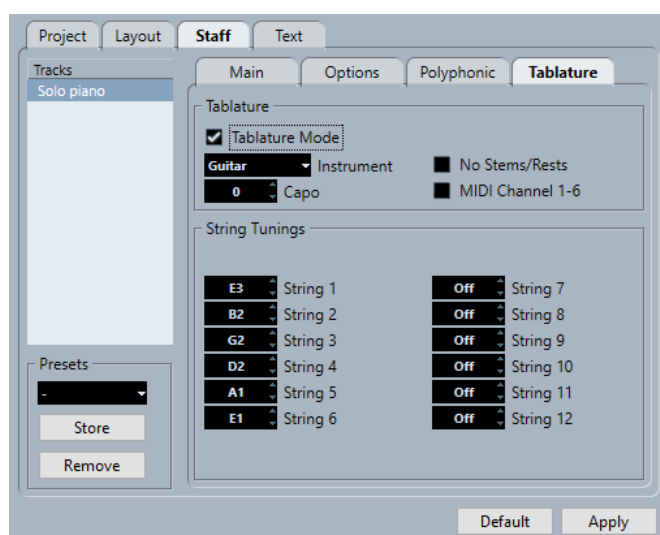 Project Layout Staff Text
Tracks
Solo piano
Main Options Polyphonic Tablature
Tablature
Tablature Mode
Guitar Instrument No Stems/Rests
0 Capo MIDI Channel 1-6
String Tunings
E3 String 1 Off String 7
B2 String 2 Off String 8
G2 String 3 Off String 9
D2 String 4 Off String 10
A1 String 5 Off String 11
E1 String 6 Off String 12
Presets
-
Store
Remove
Default Apply